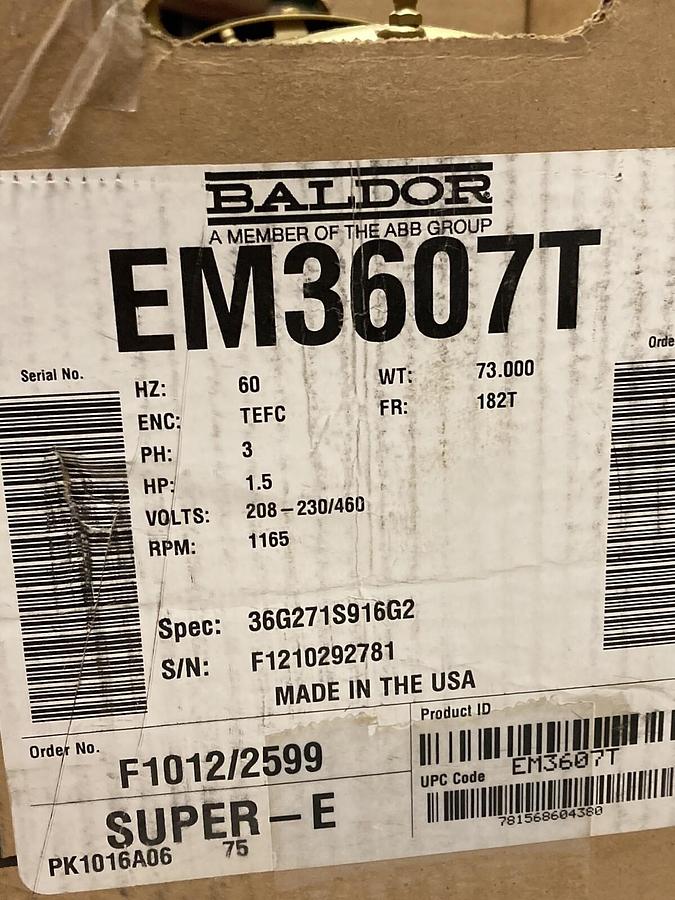 BALDOR
A MEMBER OF THE ABB GROUP
EM3607T
Serial No.
Orde
HZ: 60 WT: 73.000
ENC: TEFC FR: 182T
PH: 3
HP: 1.5
VOLTS: 208-230/460
RPM: 1165
Spec: 36G271S916G2
S/N: F1210292781
MADE IN THE USA
Order No.
F1012/2599
SUPER-E
PK1016A06 75
Product ID
EM3607T
UPC Code
781568604380